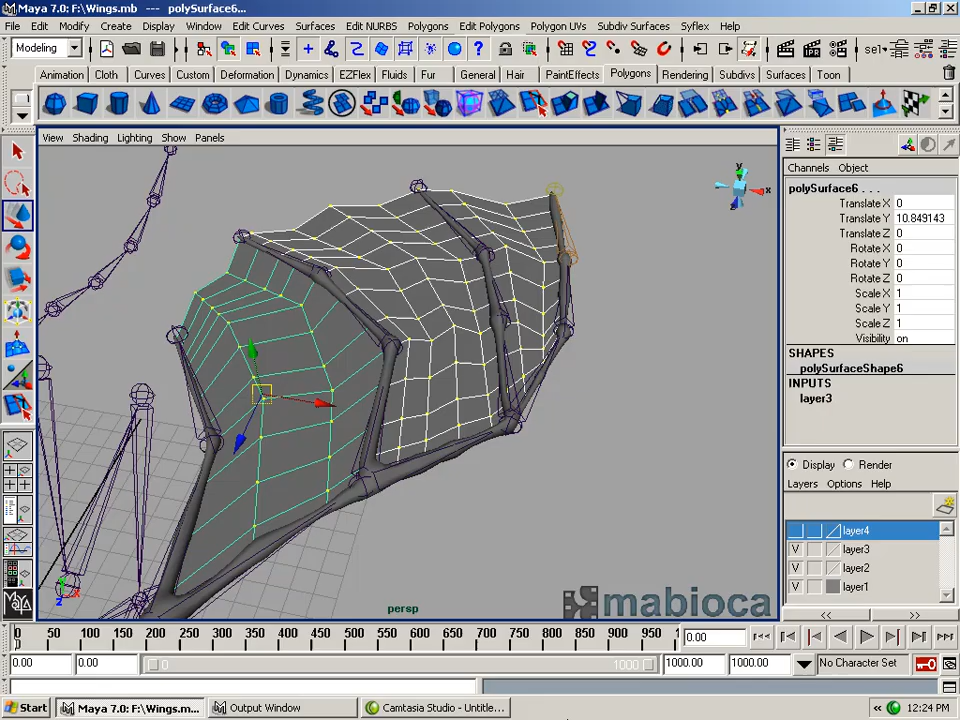 Maya 7.0: F:\Wings.mb --- polySurface6...
File Edit Modify Create Display Window Edit Curves Surfaces Edit NURBS Polygons Edit Polygons Polygon UVs Subdiv Surfaces Syflex Help
Modeling
sel
Animation Cloth Curves Custom Deformation Dynamics EZFlex Fluids Fur General Hair PaintEffects Polygons Rendering Subdivs Surfaces Toon
View Shading Lighting Show Panels
Channels Object
polySurface6 . . .
Translate X 0
Translate Y 10.849143
Translate Z 0
Rotate X 0
Rotate Y 0
Rotate Z 0
Scale X 1
Scale Y 1
Scale Z 1
Visibility on
SHAPES
polySurfaceShape6
INPUTS
layer3
y
x
z
Display Render
Layers Options Help
layer4
V layer3
V layer2
V layer1
<< >>
persp
mabioca
0 50 100 150 200 250 300 350 400 450 500 550 600 650 700 750 800 850 900 950
0.00
0.00 0.00 0 1000 1000.00 1000.00 No Character Set
Start Maya 7.0: F:\Wings.m... Output Window Camtasia Studio - Untitle... « 12:24 PM